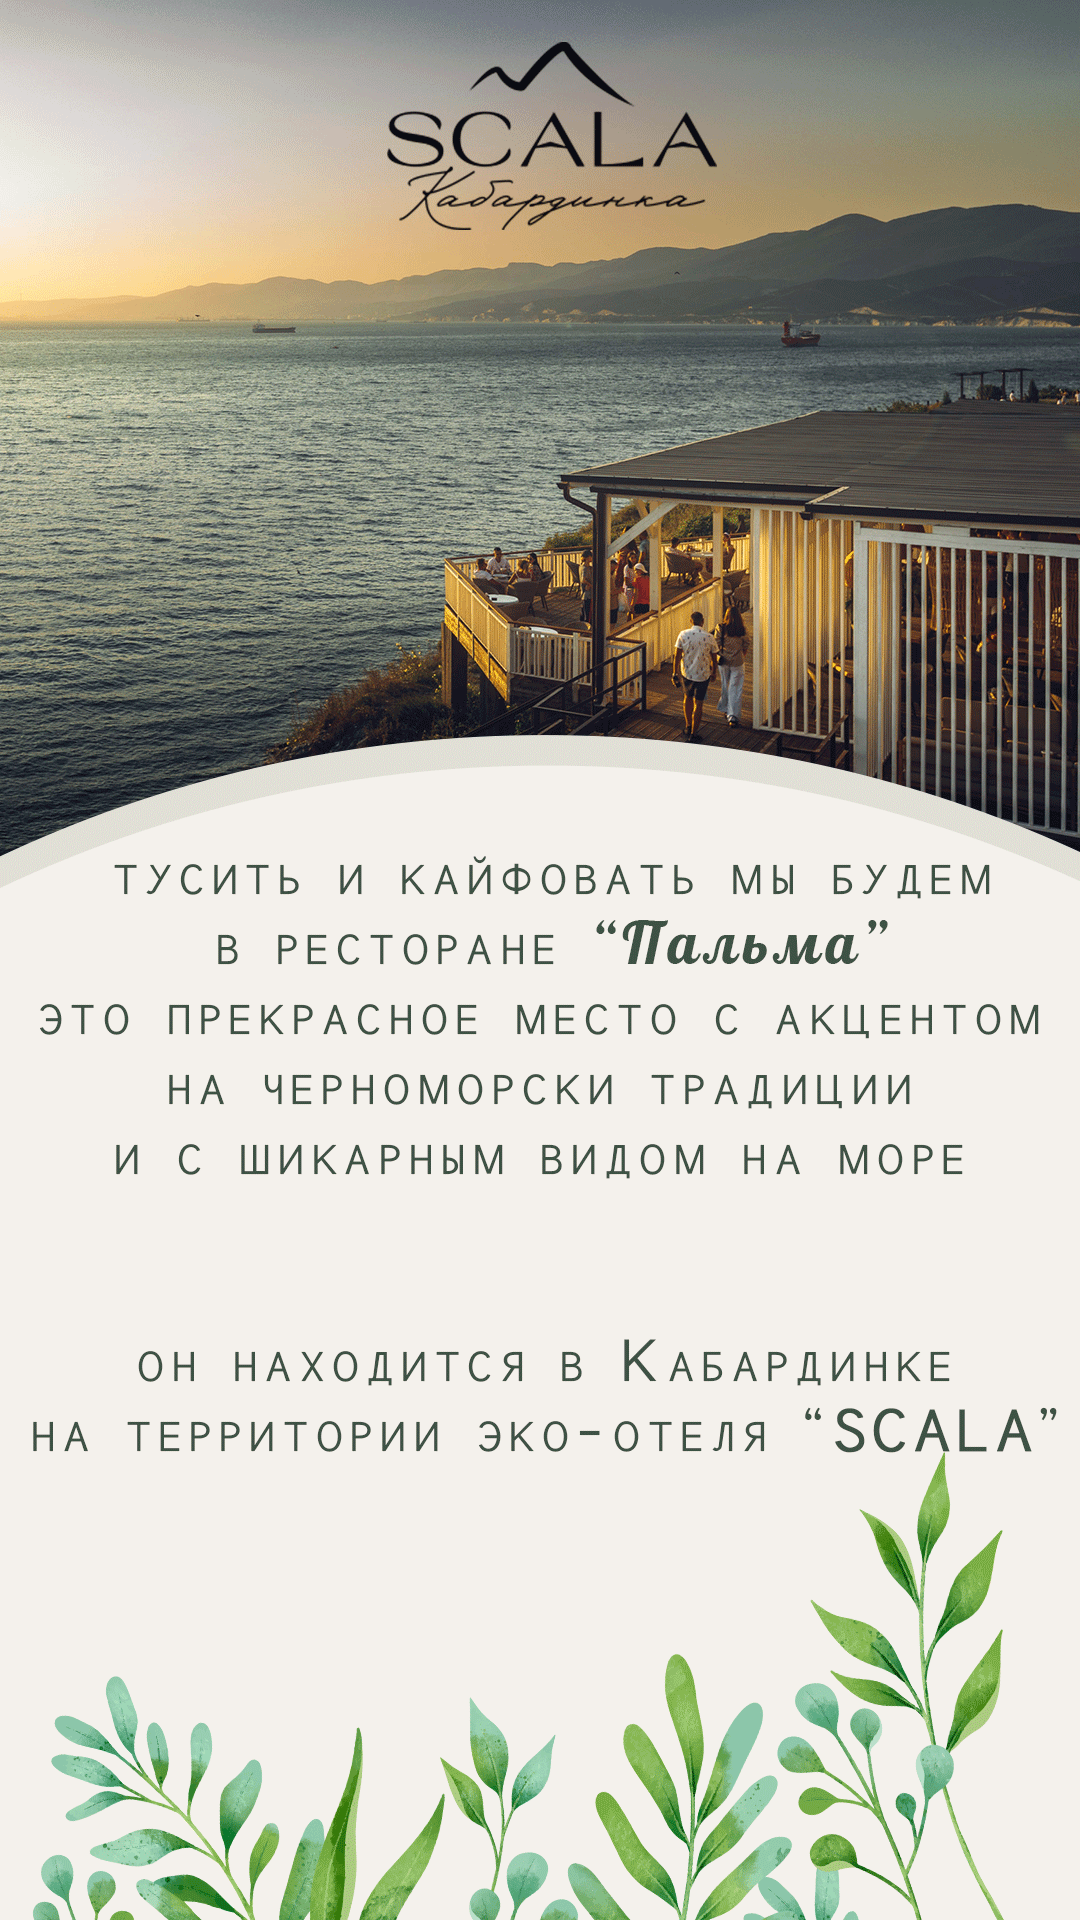 SCALA
Кабардинка
ТУСИТЬ И КАЙФОВАТЬ МЫ БУДЕМ
В РЕСТОРАНЕ “Пальма”
ЭТО ПРЕКРАСНОЕ МЕСТО С АКЦЕНТОМ
НА ЧЕРНОМОРСКИ ТРАДИЦИИ
И С ШИКАРНЫМ ВИДОМ НА МОРЕ
ОН НАХОДИТСЯ В КАБАРДИНКЕ
НА ТЕРРИТОРИИ ЭКО-ОТЕЛЯ “SCALA”